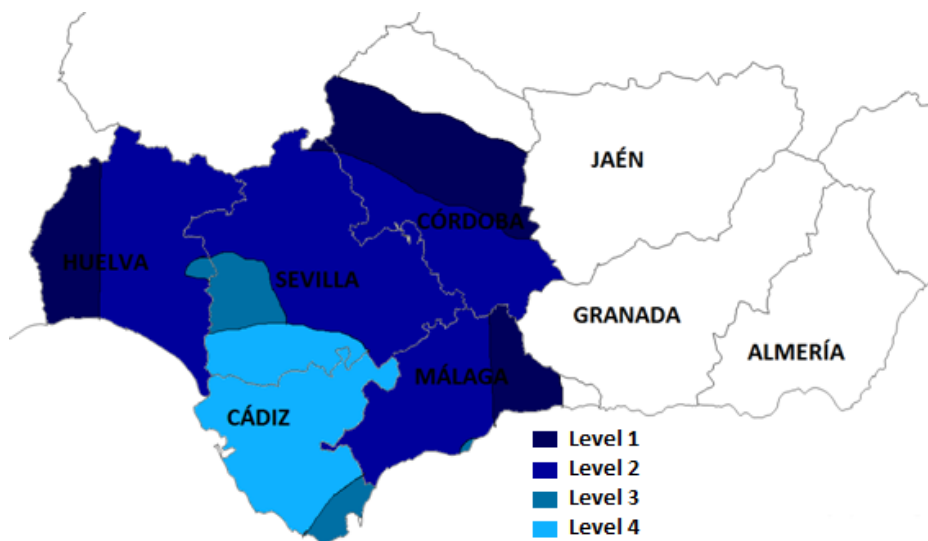 JAÉN
CÓRDOBA
HUELVA
SEVILLA
GRANADA
ALMERÍA
MÁLAGA
CÁDIZ
Level 1
Level 2
Level 3
Level 4